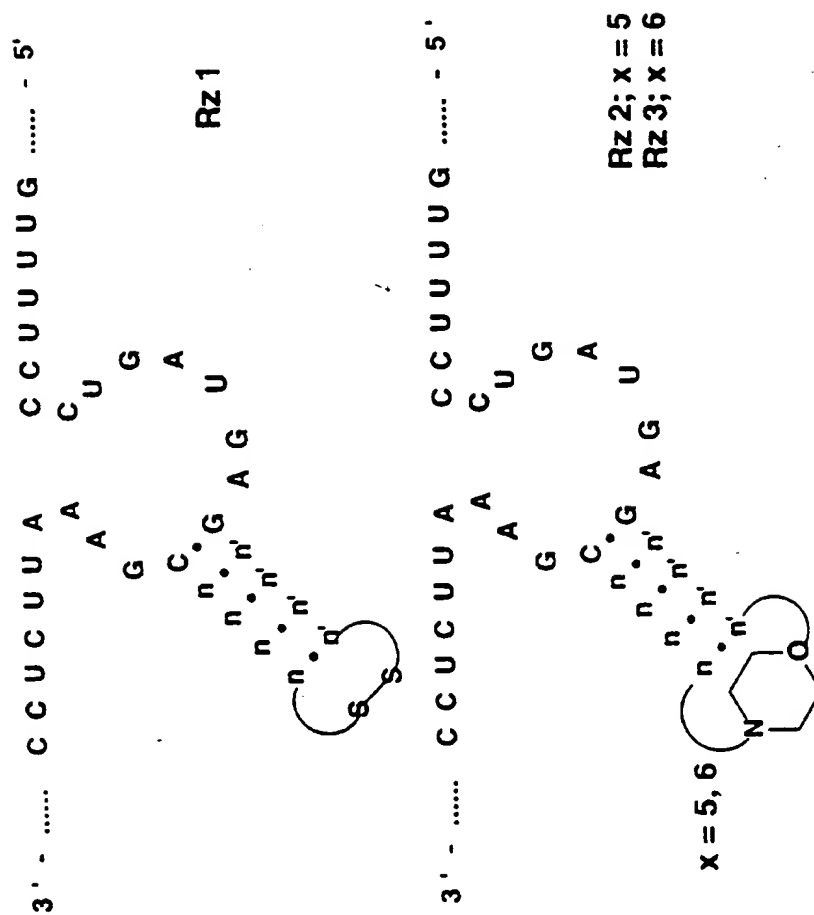 3' - ...... C C U C U U A C C U U U U G ...... - 5'
A A G C
C U G A U G A G
n n n n
n' n' n' n'
S S
Rz 1
3' - ...... C C U C U U A C C U U U U G ...... - 5'
A A G C
C U G A U G A G
n n n n
n' n' n' n'
N O
x = 5, 6
Rz 2; x = 5
Rz 3; x = 6